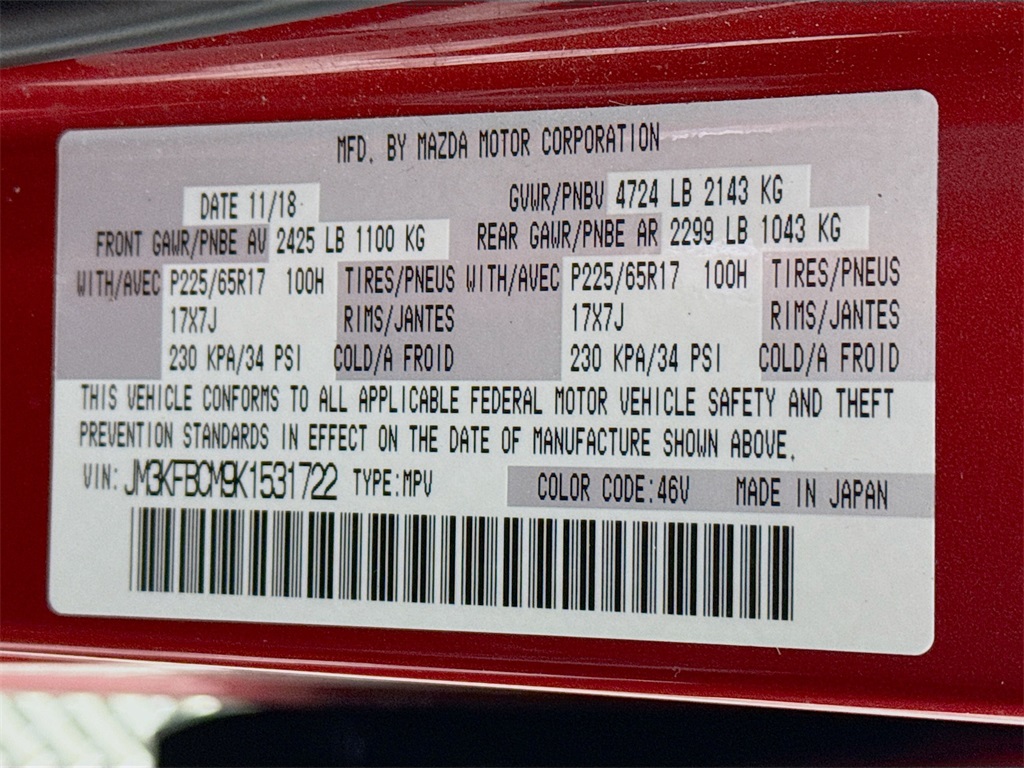 MFD. BY MAZDA MOTOR CORPORATION
DATE 11/18 GVWR/PNBV 4724 LB 2143 KG
FRONT GAWR/PNBE AV 2425 LB 1100 KG REAR GAWR/PNBE AR 2299 LB 1043 KG
WITH/AVEC P225/65R17 100H TIRES/PNEUS WITH/AVEC P225/65R17 100H TIRES/PNEUS
17X7J RIMS/JANTES 17X7J RIMS/JANTES
230 KPA/34 PSI COLD/A FROID 230 KPA/34 PSI COLD/A FROID
THIS VEHICLE CONFORMS TO ALL APPLICABLE FEDERAL MOTOR VEHICLE SAFETY AND THEFT
PREVENTION STANDARDS IN EFFECT ON THE DATE OF MANUFACTURE SHOWN ABOVE.
VIN: JM3KFBCM9K1531722 TYPE:MPV COLOR CODE:46V MADE IN JAPAN